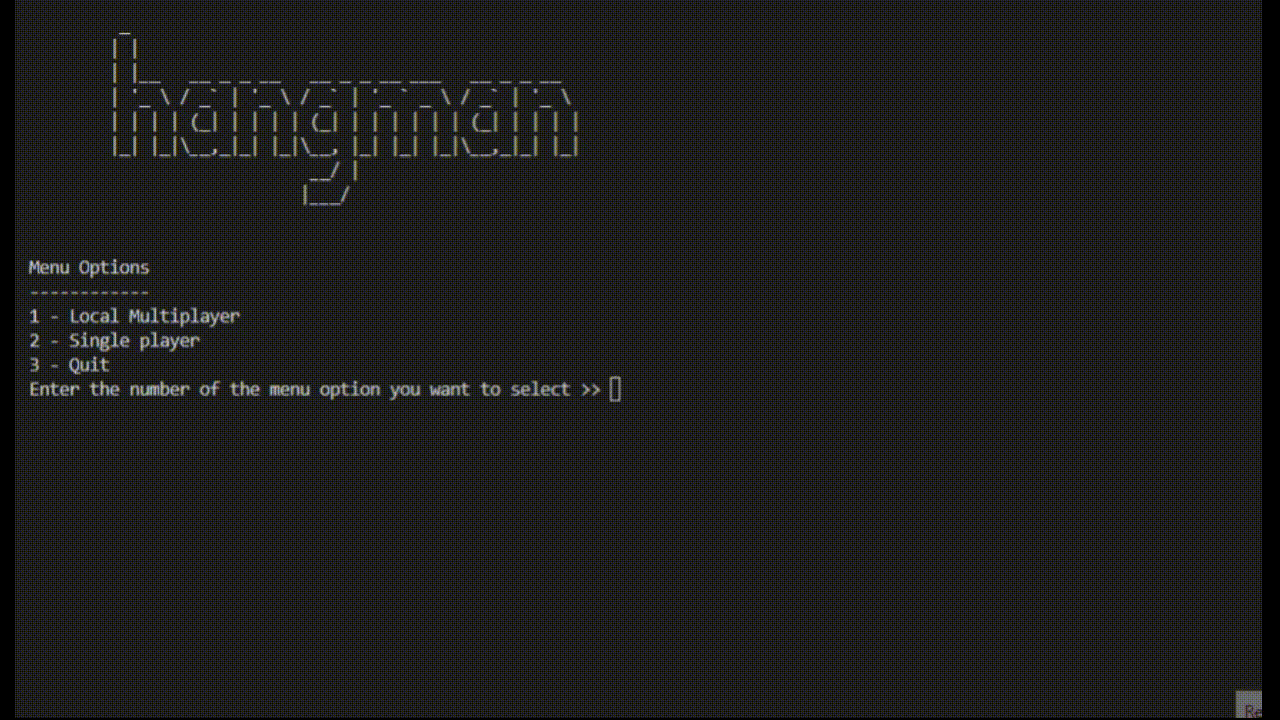 hangman
Menu Options
------------
1 - Local Multiplayer
2 - Single player
3 - Quit
Enter the number of the menu option you want to select >>